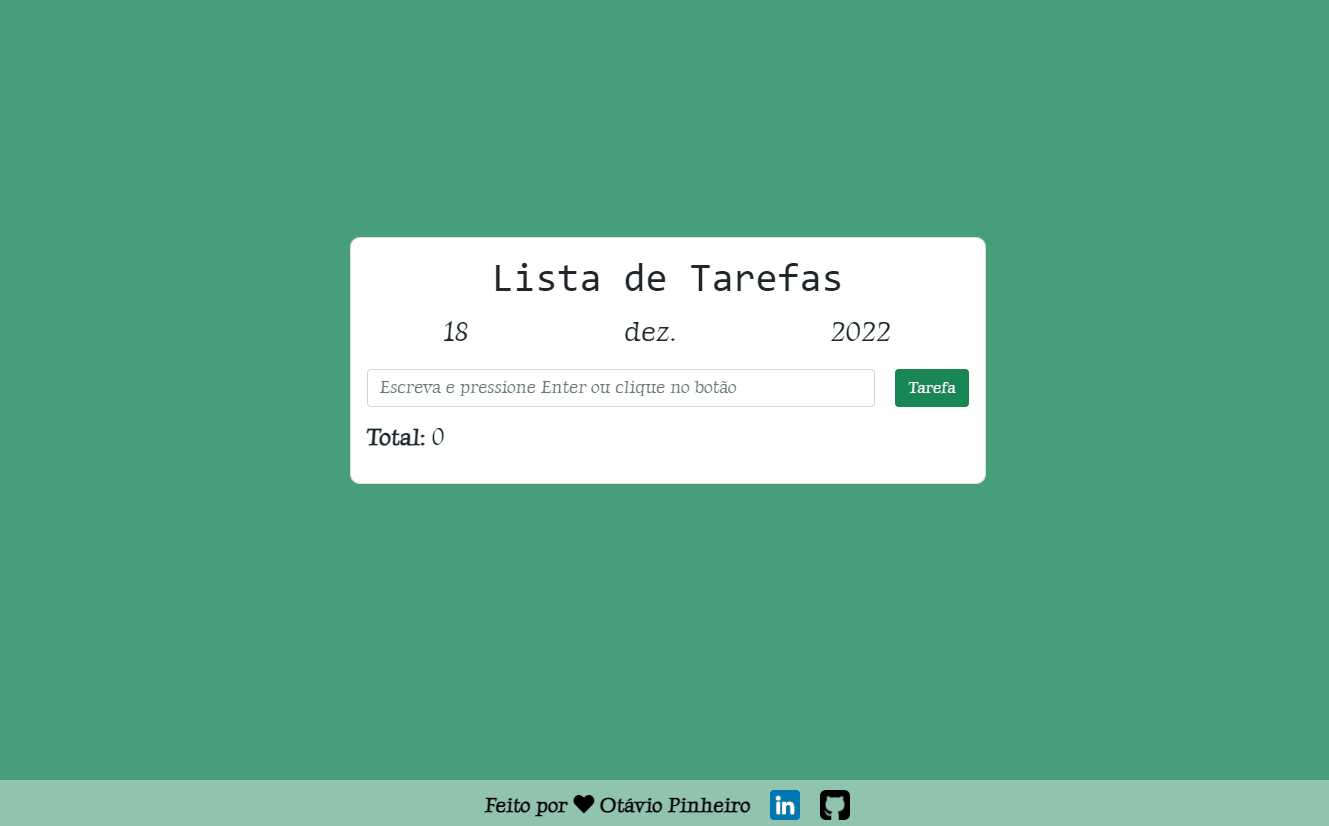 Lista de Tarefas
18 dez. 2022
Escreva e pressione Enter ou clique no botão Tarefa
Total: 0
Feito por ♥ Otávio Pinheiro in